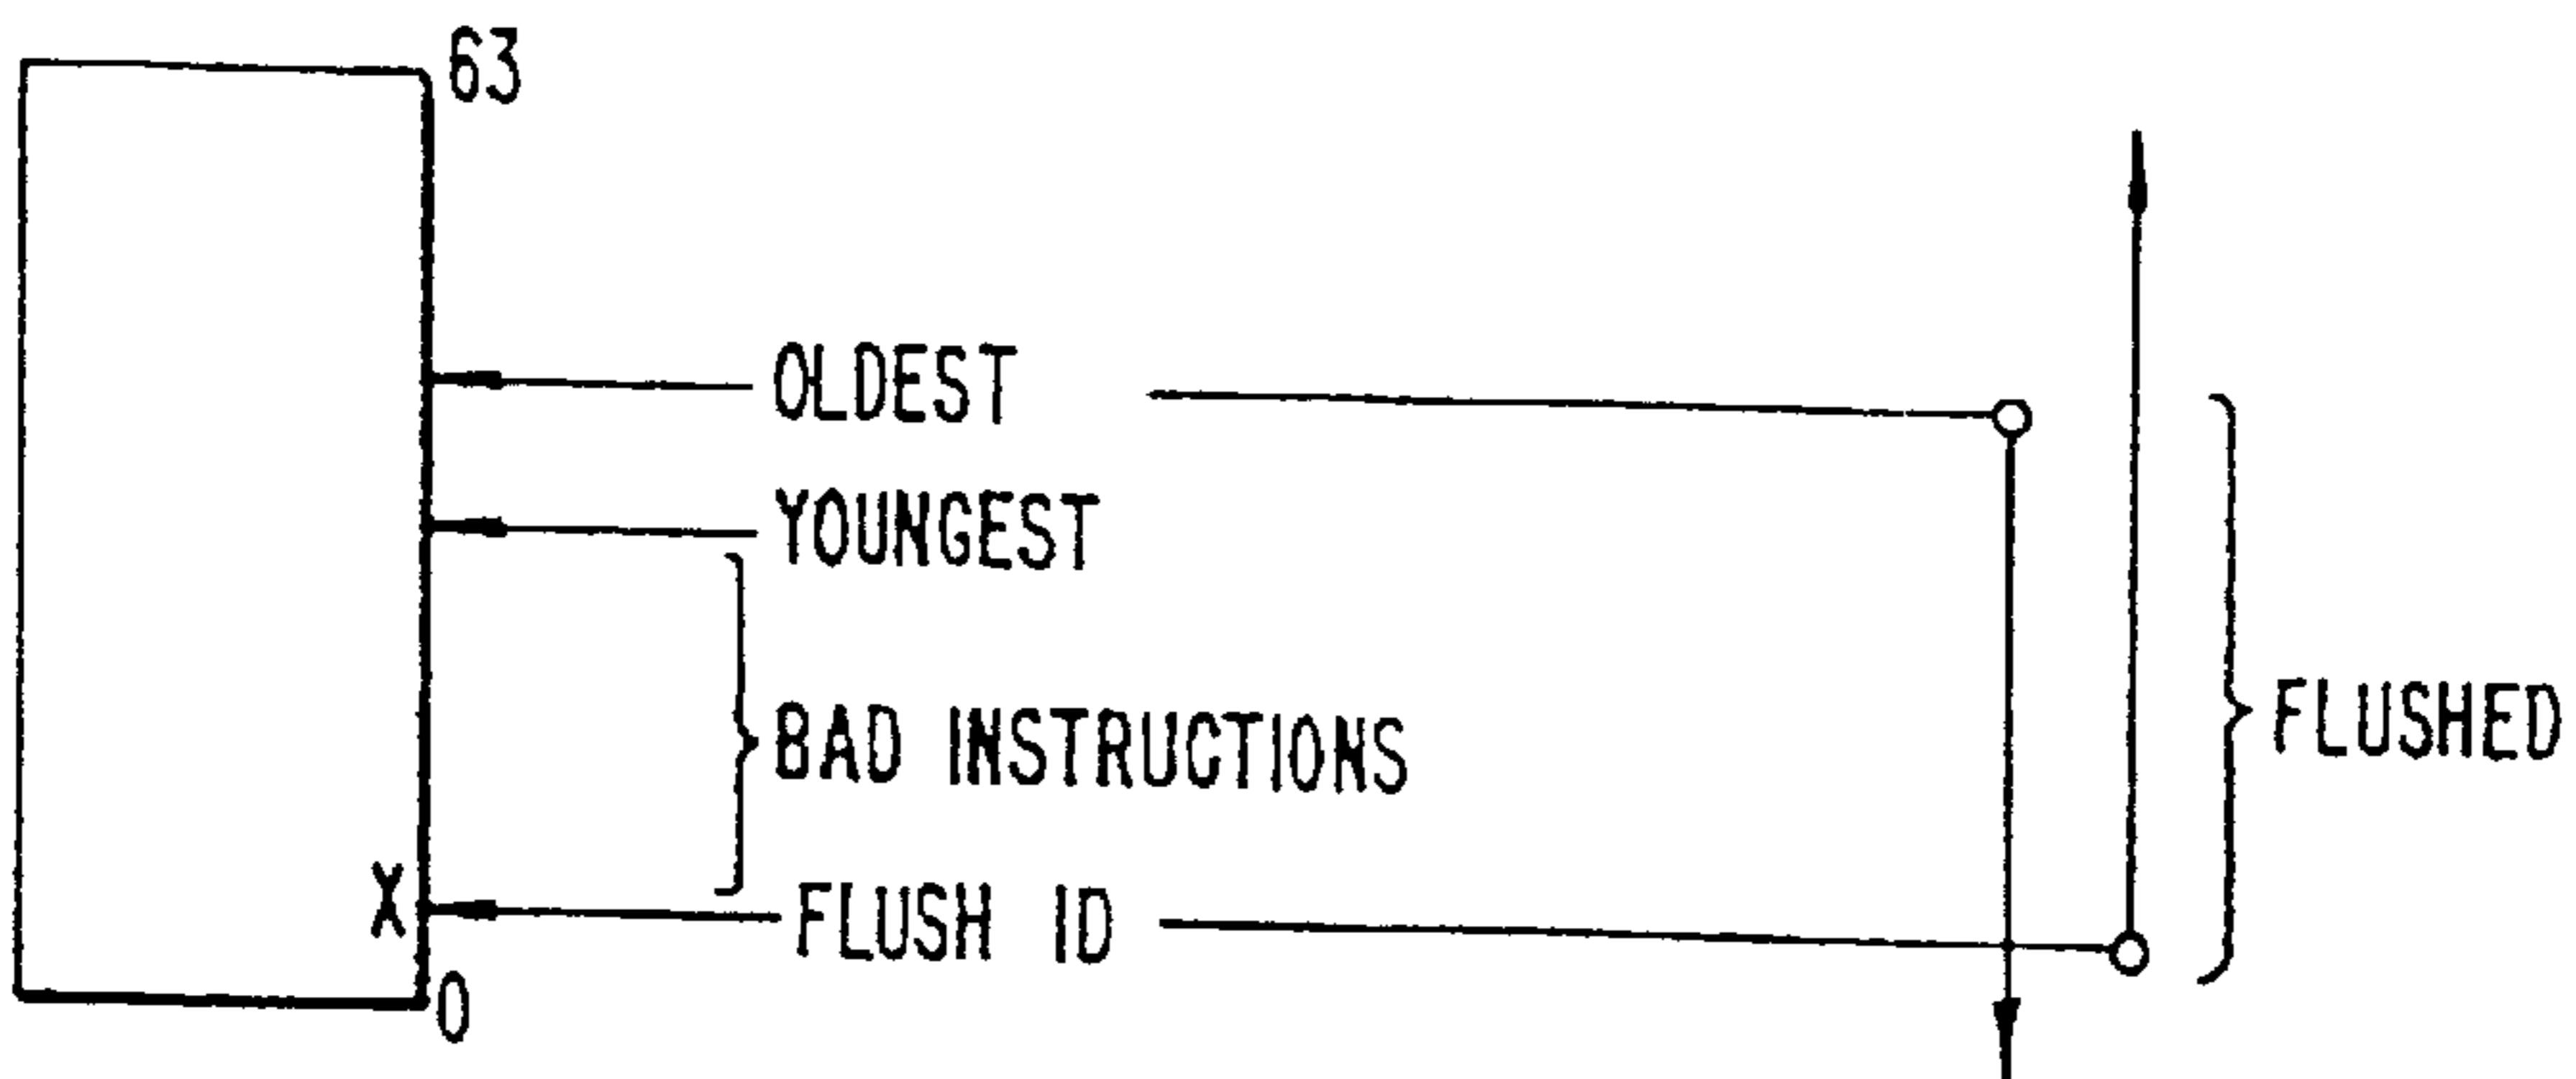 63
OLDEST
YOUNGEST
BAD INSTRUCTIONS
FLUSHED
X
FLUSH ID
0